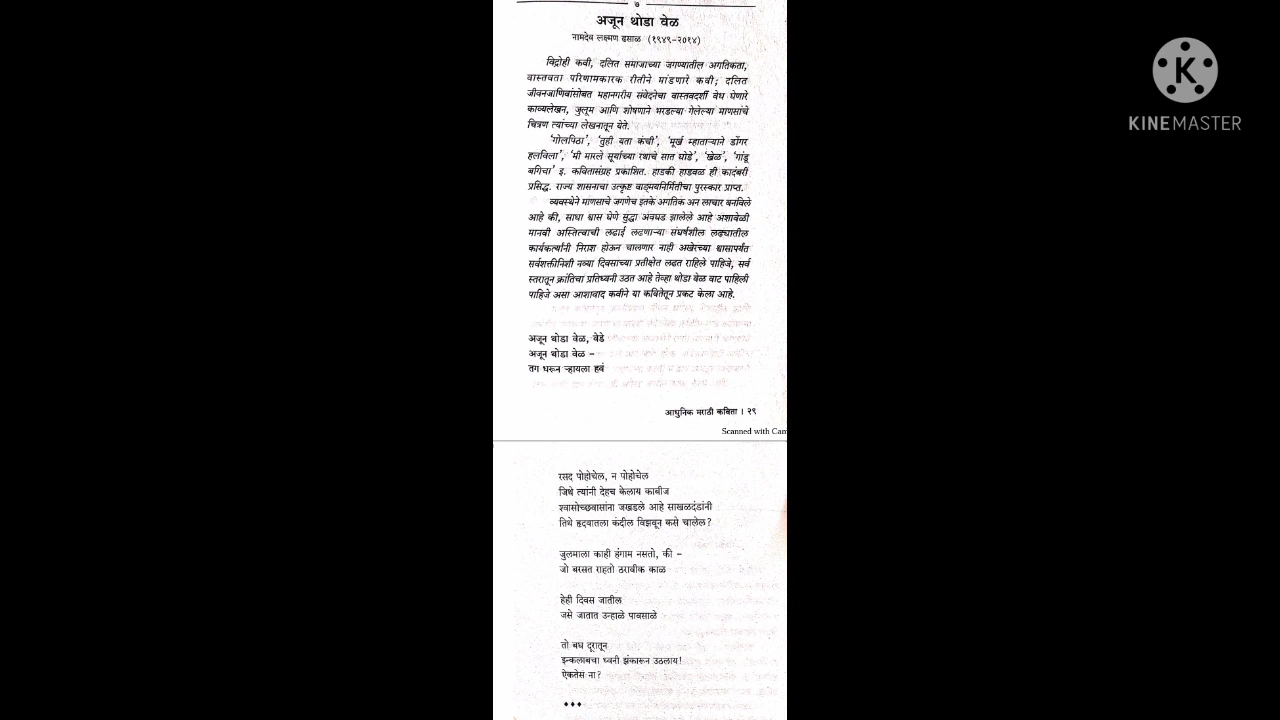 ७
अजून थोडा वेळ
नामदेव लक्ष्मण ढसाळ (१९४९-२०१४)
विद्रोही कवी, दलित समाजाच्या जगण्यातील अगतिकता,
वास्तवता परिणामकारक रीतीने मांडणारे कवी; दलित
जीवनजाणिवांसोबत महानगरीय संवेदनेचा वास्तवदर्शी वेध घेणारे
काव्यलेखन, जुलूम आणि शोषणाने भरडल्या गेलेल्या माणसांचे
चित्रण त्यांच्या लेखनातून येते.
'गोलपिठा', 'तुही यता कंची', 'मूर्ख म्हाताऱ्याने डोंगर
हलविला', 'मी मारले सूर्याच्या रथाचे सात घोडे', 'खेळ', 'गांडू
बगिचा' इ. कवितासंग्रह प्रकाशित. हाडकी हाडवळ ही कादंबरी
प्रसिद्ध. राज्य शासनाचा उत्कृष्ट वाङ्मयनिर्मितीचा पुरस्कार प्राप्त.
व्यवस्थेने माणसाचे जगणेच इतके अगतिक अन लाचार बनविले
आहे की, साधा श्वास घेणे सुद्धा अवघड झालेले आहे अशावेळी
मानवी अस्तित्वाची लढाई लढणाऱ्या संघर्षशील लढ्यातील
कार्यकर्त्यांनी निराश होऊन चालणार नाही अखेरच्या श्वासापर्यंत
सर्वशक्तीनिशी नव्या दिवसाच्या प्रतीक्षेत लढत राहिले पाहिजे, सर्व
स्तरातून क्रांतिचा प्रतिध्वनी उठत आहे तेव्हा थोडा वेळ वाट पाहिली
पाहिजे असा आशावाद कवीने या कवितेतून प्रकट केला आहे.
अजून थोडा वेळ, वेडे
अजून थोडा वेळ –
तग धरून ऱ्हायला हवं
आधुनिक मराठी कविता । २९
Scanned with Cam
रसद पोहोचेल, न पोहोचेल
जिथे त्यांनी देहच केलाय काबीज
श्वासोच्छवासांना जखडले आहे साखळदंडांनी
तिथे हृदयातला कंदील विझवून कसे चालेल?
जुलमाला काही हंगाम नसतो, की –
जो बरसत राहतो ठरावीक काळ
हेही दिवस जातील
जसे जातात उन्हाळे पावसाळे
तो बघ दूरातून
इन्कलाबचा ध्वनी झंकारून उठलाय!
ऐकतेस ना?
K
KINEMASTER